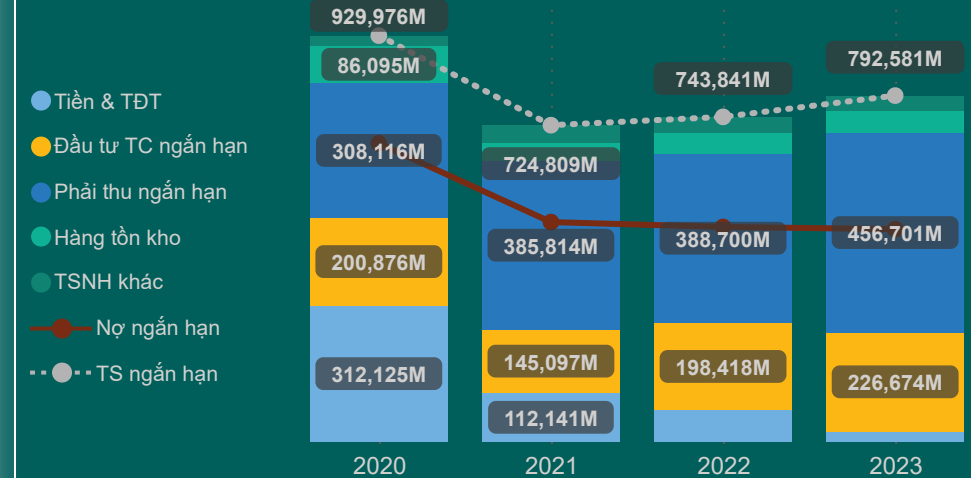 929,976M
86,095M
308,116M
200,876M
312,125M
724,809M
385,814M
145,097M
112,141M
743,841M
388,700M
198,418M
792,581M
456,701M
226,674M
Tiền & TĐT
Đầu tư TC ngắn hạn
Phải thu ngắn hạn
Hàng tồn kho
TSNH khác
Nợ ngắn hạn
TS ngắn hạn
2020
2021
2022
2023